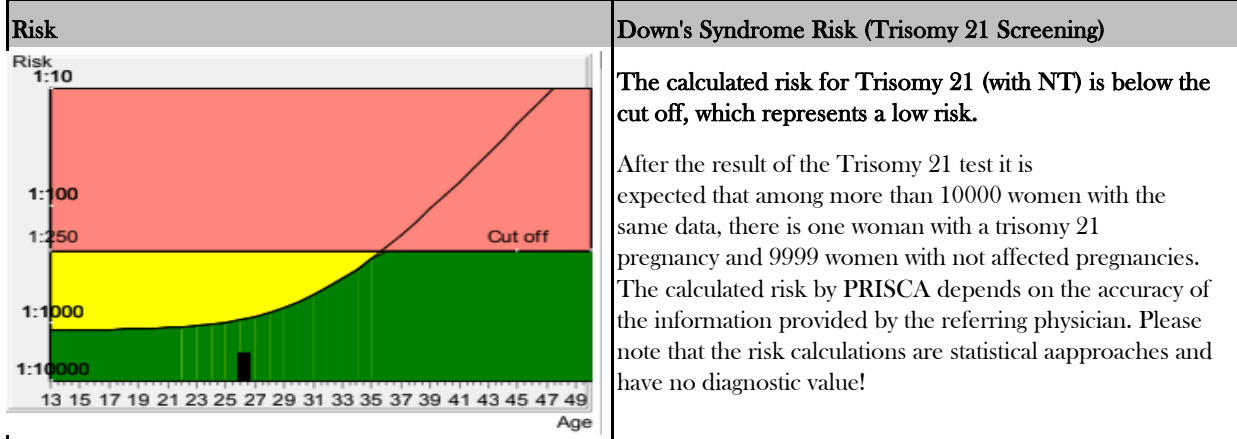 Risk
Down's Syndrome Risk (Trisomy 21 Screening)
Risk
1:10
1:100
1:250
Cut off
1:1000
1:10000
13 15 17 19 21 23 25 27 29 31 33 35 37 39 41 43 45 47 49
Age
The calculated risk for Trisomy 21 (with NT) is below the
cut off, which represents a low risk.
After the result of the Trisomy 21 test it is
expected that among more than 10000 women with the
same data, there is one woman with a trisomy 21
pregnancy and 9999 women with not affected pregnancies.
The calculated risk by PRISCA depends on the accuracy of
the information provided by the referring physician. Please
note that the risk calculations are statistical aapproaches and
have no diagnostic value!